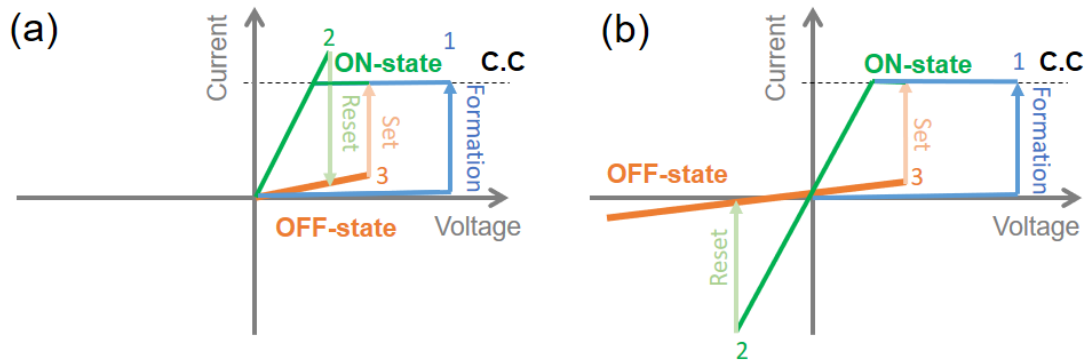 (a)
Current
2
ON-state
1
C.C
Reset
Set
Formation
3
OFF-state
Voltage
(b)
Current
ON-state
1
C.C
Set
Formation
OFF-state
3
Voltage
Reset
2